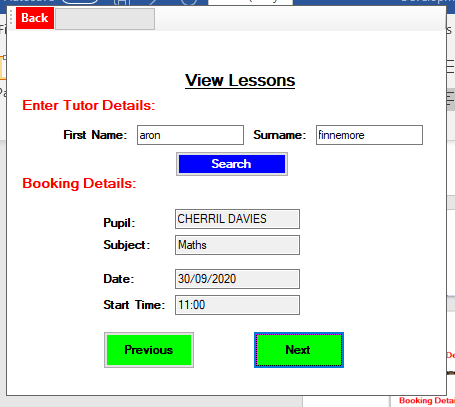 Back
View Lessons
Enter Tutor Details:
First Name: aron Surname: finnemore
Search
Booking Details:
Pupil: CHERRIL DAVIES
Subject: Maths
Date: 30/09/2020
Start Time: 11:00
Previous Next
Booking Detai